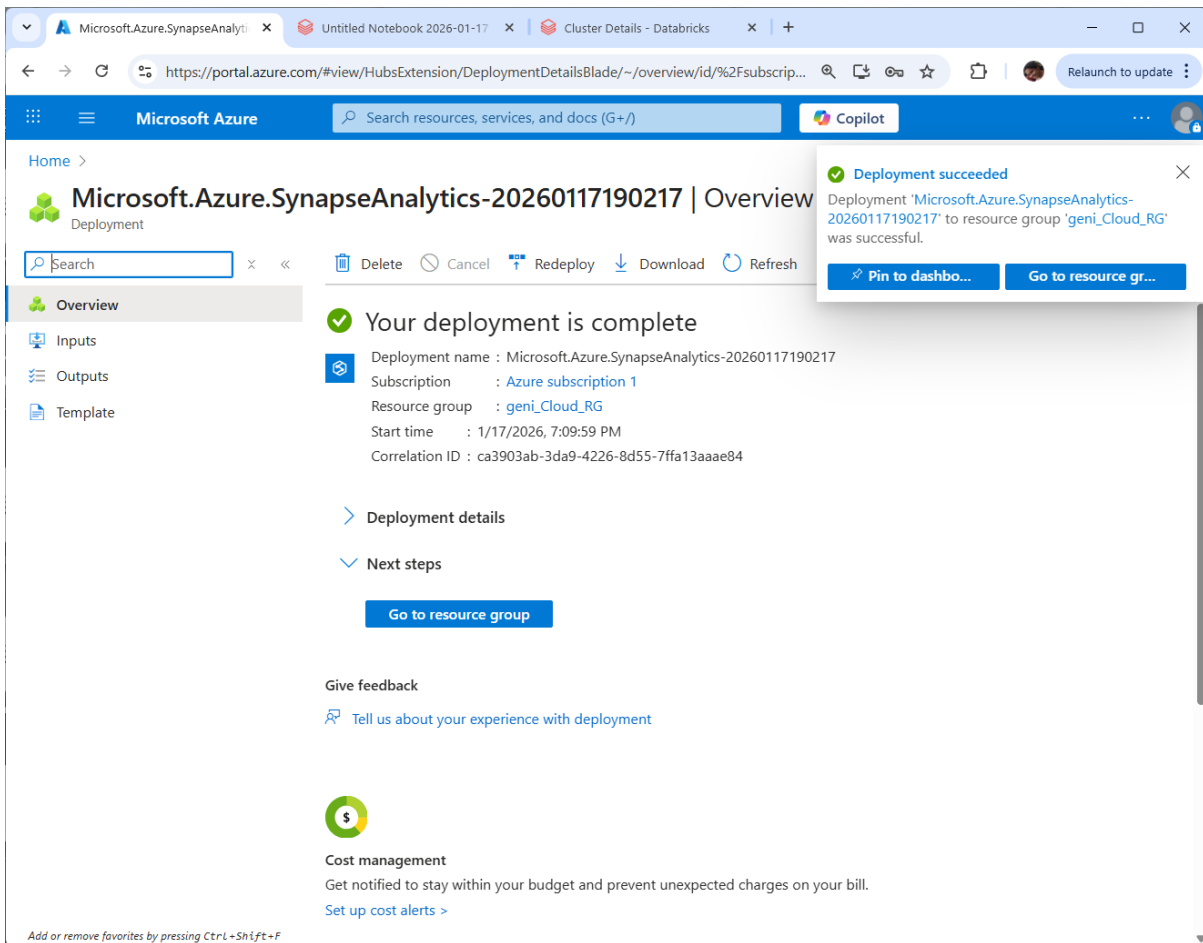 Microsoft.Azure.SynapseAnalyti
Untitled Notebook 2026-01-17
Cluster Details - Databricks
https://portal.azure.com/#view/HubsExtension/DeploymentDetailsBlade/~/overview/id/%2Fsubscrip...
Relaunch to update
Microsoft Azure
Search resources, services, and docs (G+/)
Copilot
...
Home >
Microsoft.Azure.SynapseAnalytics-20260117190217 | Overview
Deployment
Deployment succeeded
Deployment 'Microsoft.Azure.SynapseAnalytics-
20260117190217' to resource group 'geni_Cloud_RG'
was successful.
Pin to dashbo...
Go to resource gr...
Search
Delete
Cancel
Redeploy
Download
Refresh
Overview
Inputs
Outputs
Template
Your deployment is complete
Deployment name : Microsoft.Azure.SynapseAnalytics-20260117190217
Subscription : Azure subscription 1
Resource group : geni_Cloud_RG
Start time : 1/17/2026, 7:09:59 PM
Correlation ID : ca3903ab-3da9-4226-8d55-7ffa13aaae84
Deployment details
Next steps
Go to resource group
Give feedback
Tell us about your experience with deployment
$
Cost management
Get notified to stay within your budget and prevent unexpected charges on your bill.
Set up cost alerts >
Add or remove favorites by pressing Ctrl+Shift+F